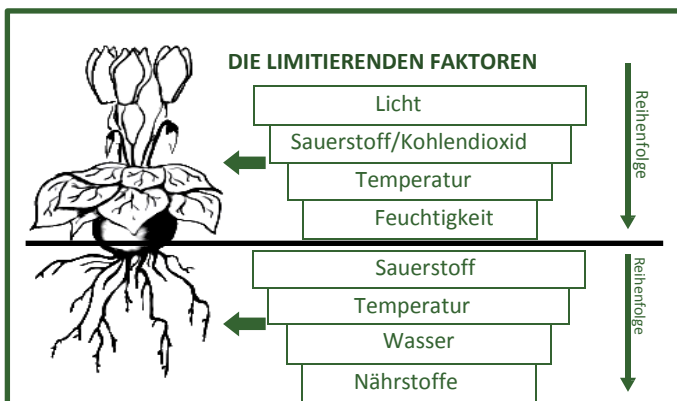 DIE LIMITIERENDEN FAKTOREN
Licht
Sauerstoff/Kohlendioxid
Temperatur
Feuchtigkeit
Reihenfolge
Sauerstoff
Temperatur
Wasser
Nährstoffe
Reihenfolge